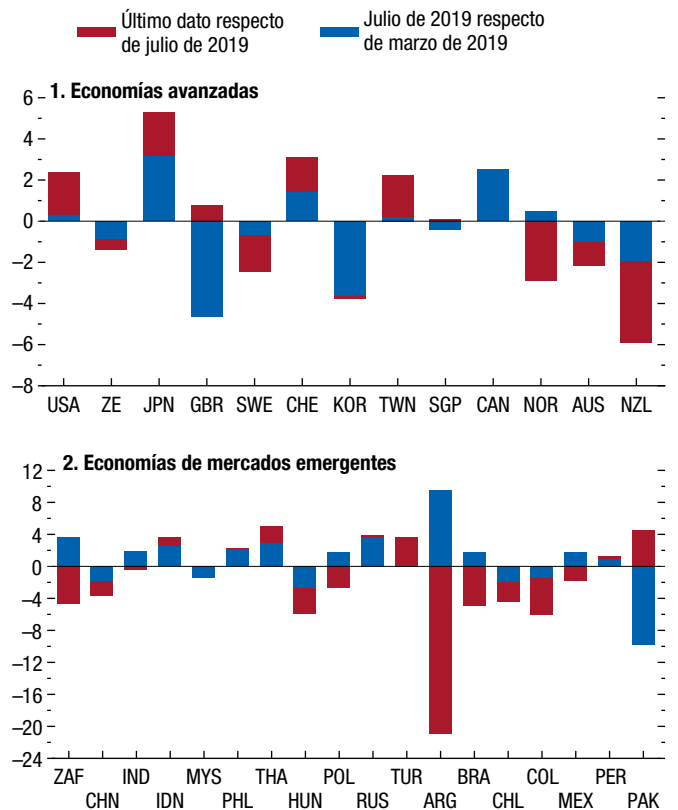 Último dato respecto
de julio de 2019
Julio de 2019 respecto
de marzo de 2019
1. Economías avanzadas
6
4
2
0
–2
–4
–6
–8
USA ZE JPN GBR SWE CHE KOR TWN SGP CAN NOR AUS NZL
2. Economías de mercados emergentes
12
8
4
0
–4
–8
–12
–16
–20
–24
ZAF IND MYS THA POL TUR BRA COL PER
CHN IDN PHL HUN RUS ARG CHL MEX PAK